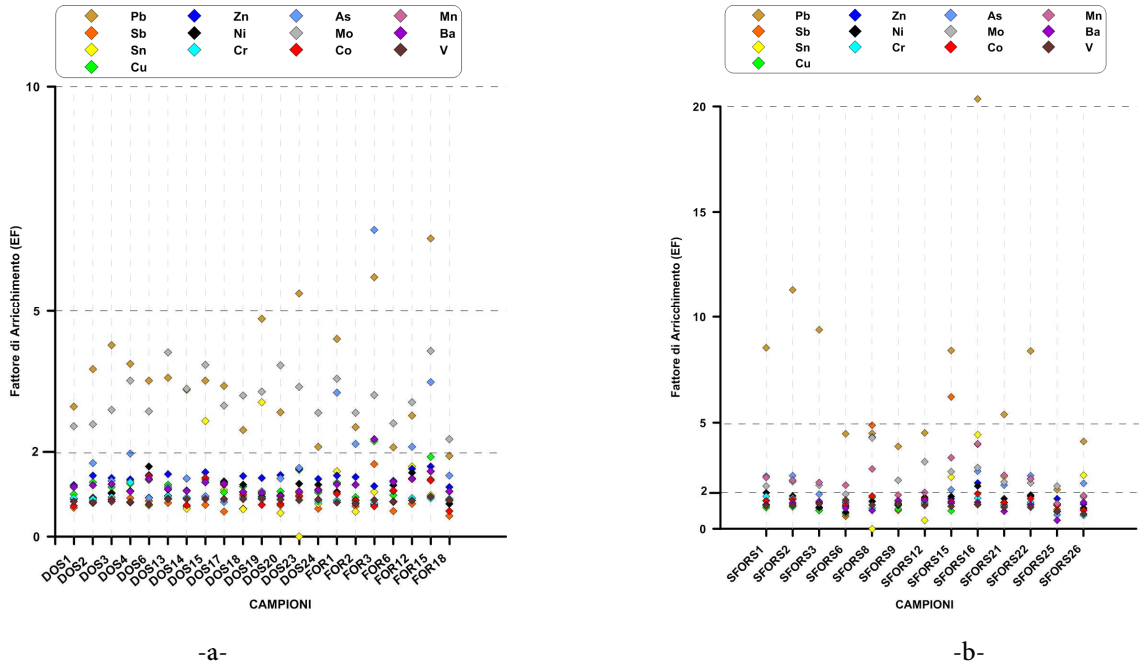 Pb Zn As Mn
Sb Ni Mo Ba
Sn Cr Co V
Cu
10
5
2
0
Fattore di Arricchimento (EF)
DOS1 DOS2 DOS3 DOS4 DOS6 DOS13 DOS14 DOS15 DOS17 DOS18 DOS19 DOS20 DOS23 DOS24 FOR1 FOR2 FOR3 FOR6 FOR12 FOR15 FOR18
CAMPIONI
-a-
Pb Zn As Mn
Sb Ni Mo Ba
Sn Cr Co V
Cu
20
15
10
5
2
0
Fattore di Arricchimento (EF)
SFORS1 SFORS2 SFORS3 SFORS6 SFORS8 SFORS9 SFORS12 SFORS15 SFORS16 SFORS21 SFORS22 SFORS25 SFORS26
CAMPIONI
-b-